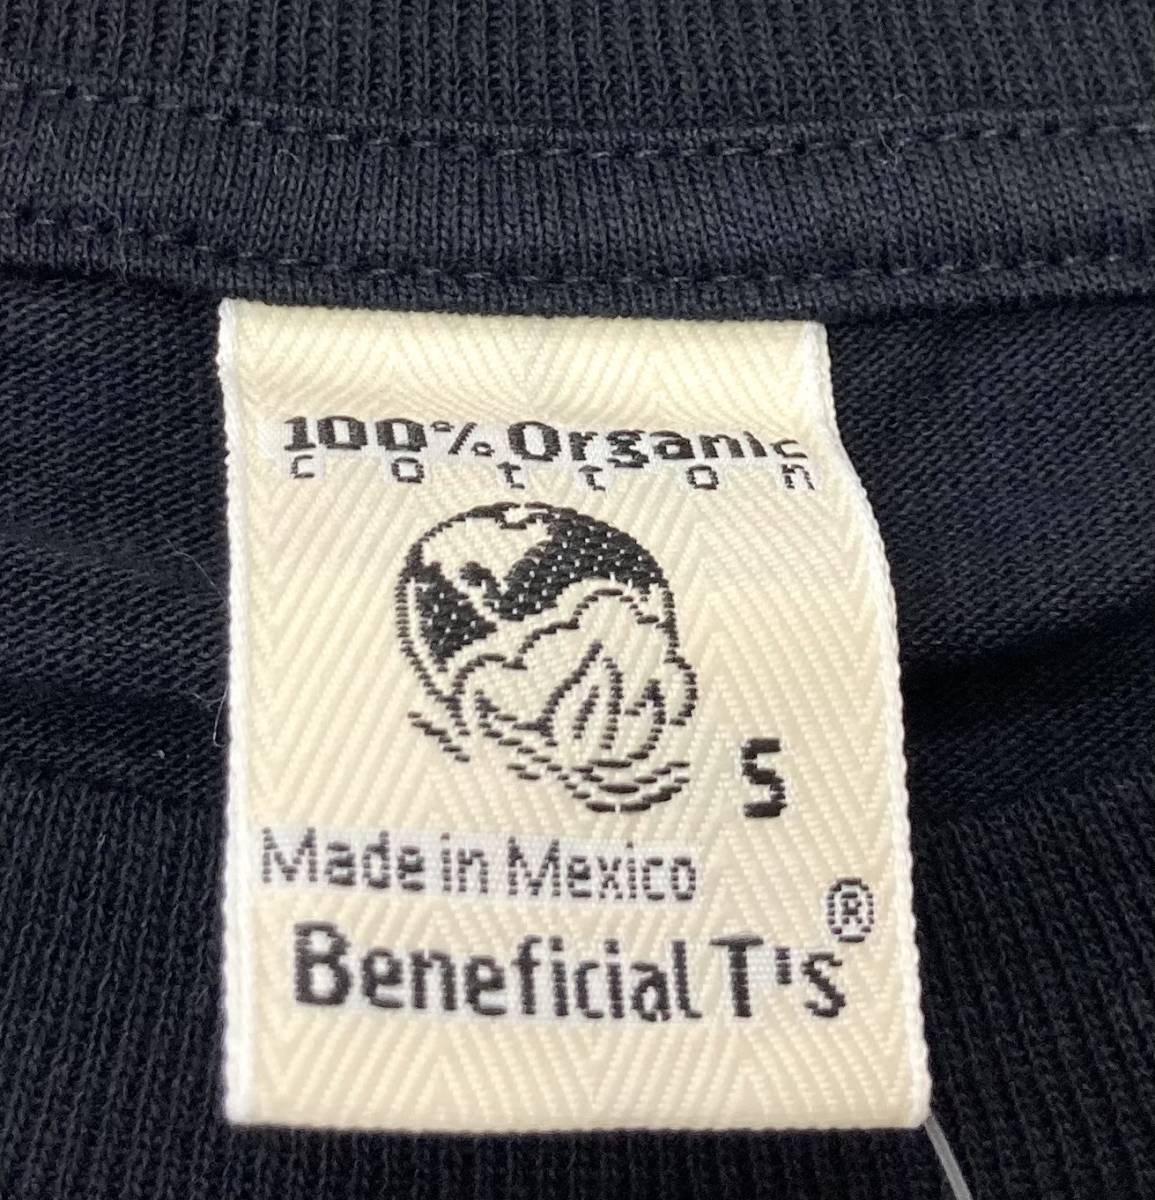 100% Organic
cotton
S
Made in Mexico
Beneficial T's®